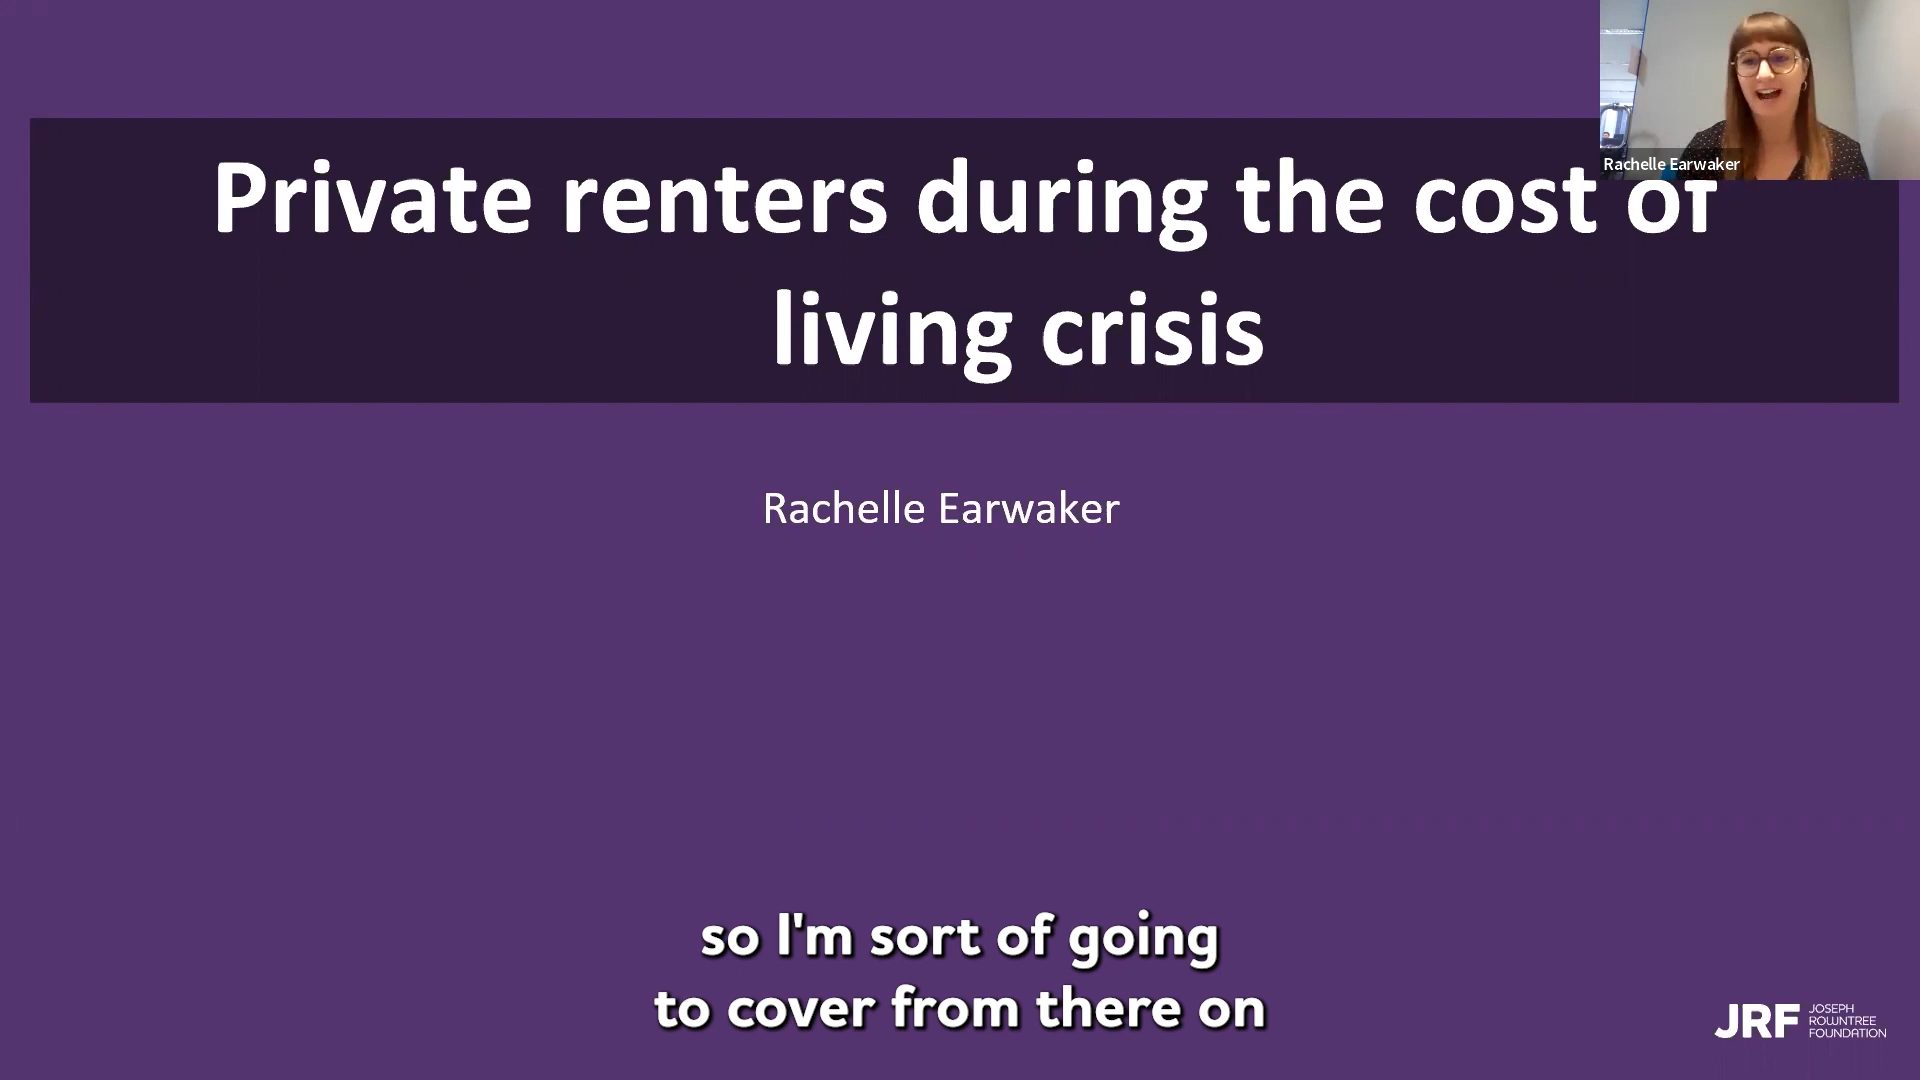 Rachelle Earwaker
Private renters during the cost of
living crisis
Rachelle Earwaker
so I'm sort of going
to cover from there on
JRF JOSEPH
ROWNTREE
FOUNDATION